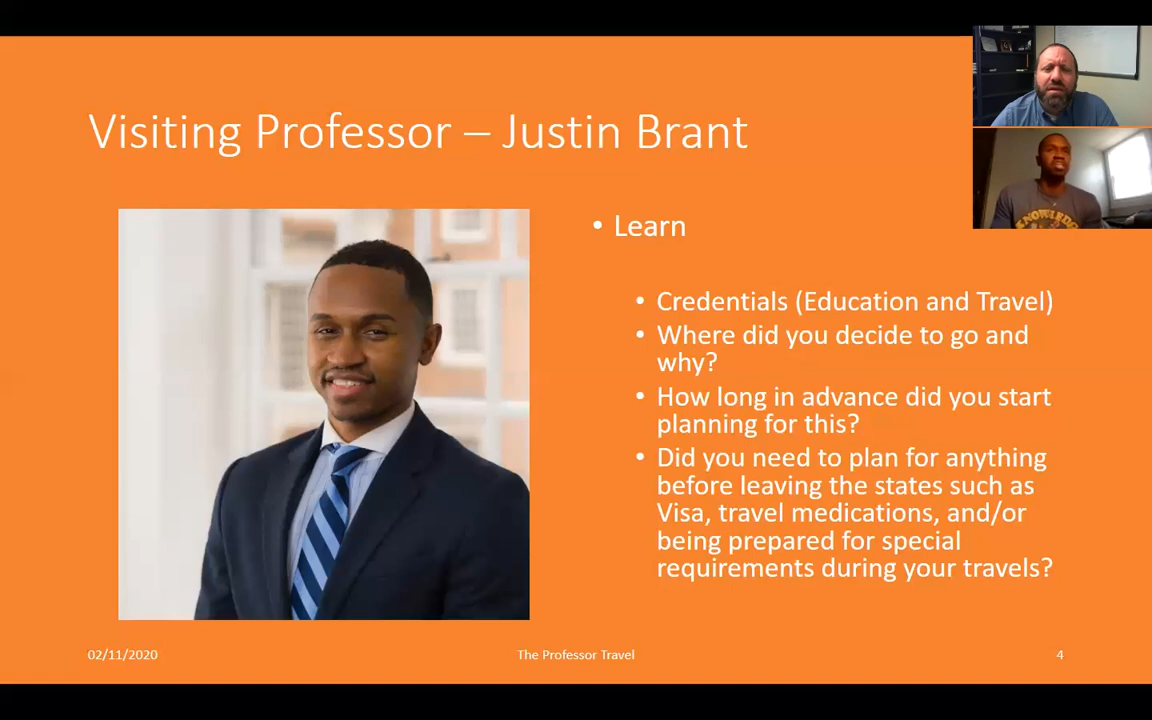 Visiting Professor – Justin Brant
• Learn
• Credentials (Education and Travel)
• Where did you decide to go and
why?
• How long in advance did you start
planning for this?
• Did you need to plan for anything
before leaving the states such as
Visa, travel medications, and/or
being prepared for special
requirements during your travels?
KNOWLEDGE
02/11/2020
The Professor Travel
4